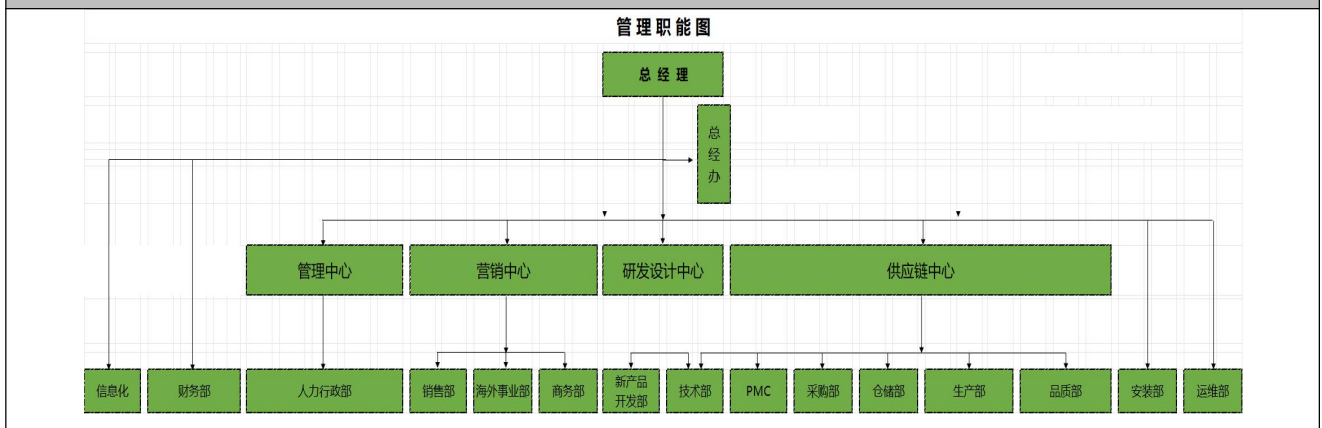 管理职能图
总经理
总
经
办
管理中心
营销中心
研发设计中心
供应链中心
信息化
财务部
人力行政部
销售部
海外事业部
商务部
新产品
开发部
技术部
PMC
采购部
仓储部
生产部
品质部
安装部
运维部